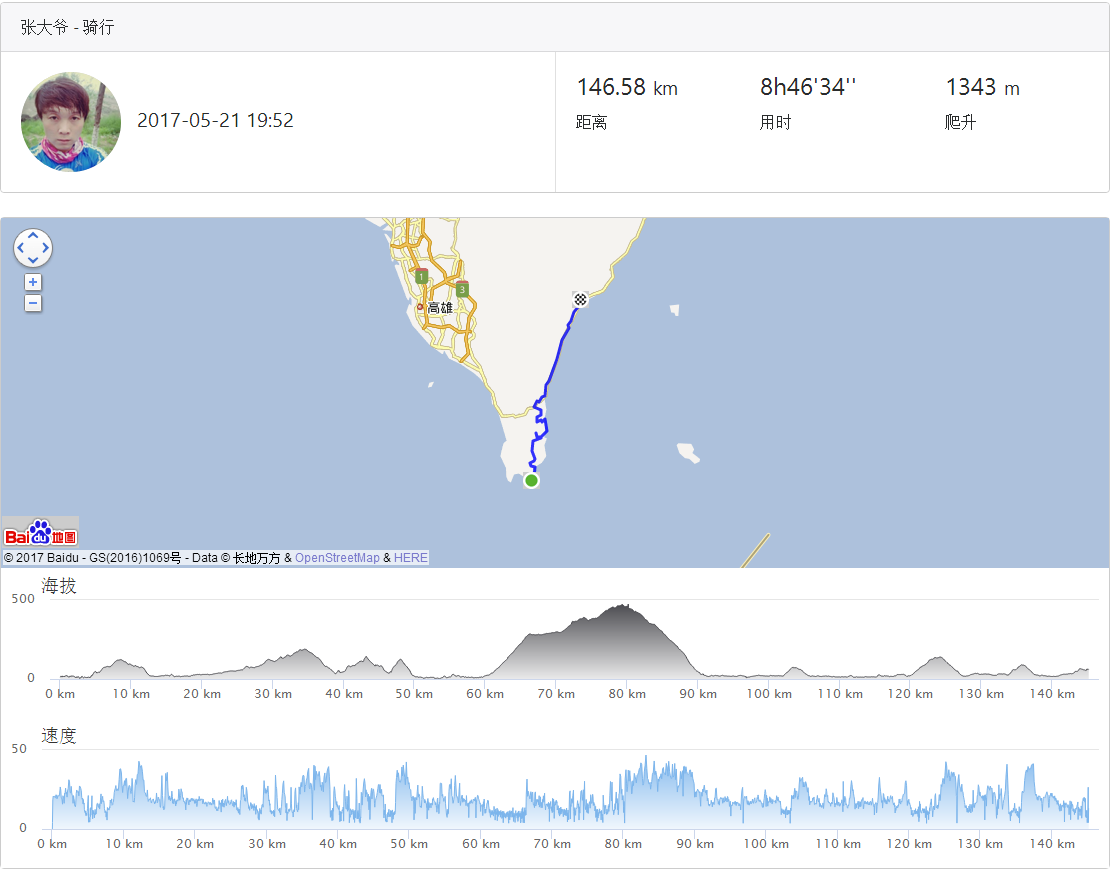 张大爷 - 骑行
2017-05-21 19:52
146.58 km
距离
8h46'34''
用时
1343 m
爬升
1
3
高雄
Bai du 地图
© 2017 Baidu - GS(2016)1069号 - Data © 长地万方 & OpenStreetMap & HERE
海拔
500
0
0 km 10 km 20 km 30 km 40 km 50 km 60 km 70 km 80 km 90 km 100 km 110 km 120 km 130 km 140 km
速度
50
0
0 km 10 km 20 km 30 km 40 km 50 km 60 km 70 km 80 km 90 km 100 km 110 km 120 km 130 km 140 km